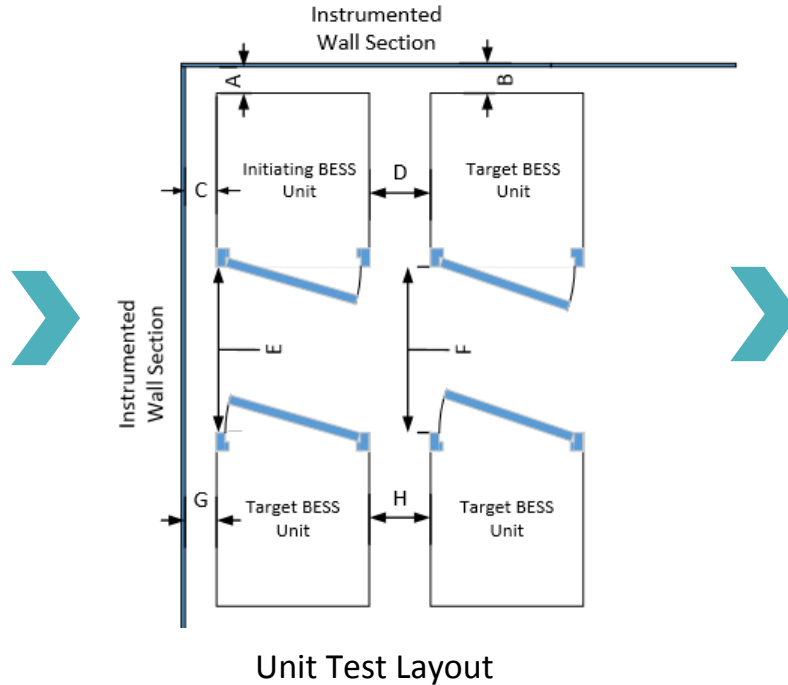 Instrumented
Wall Section
A
B
Initiating BESS
Unit
Target BESS
Unit
C
D
E
F
Instrumented
Wall Section
G
H
Target BESS
Unit
Target BESS
Unit
Unit Test Layout